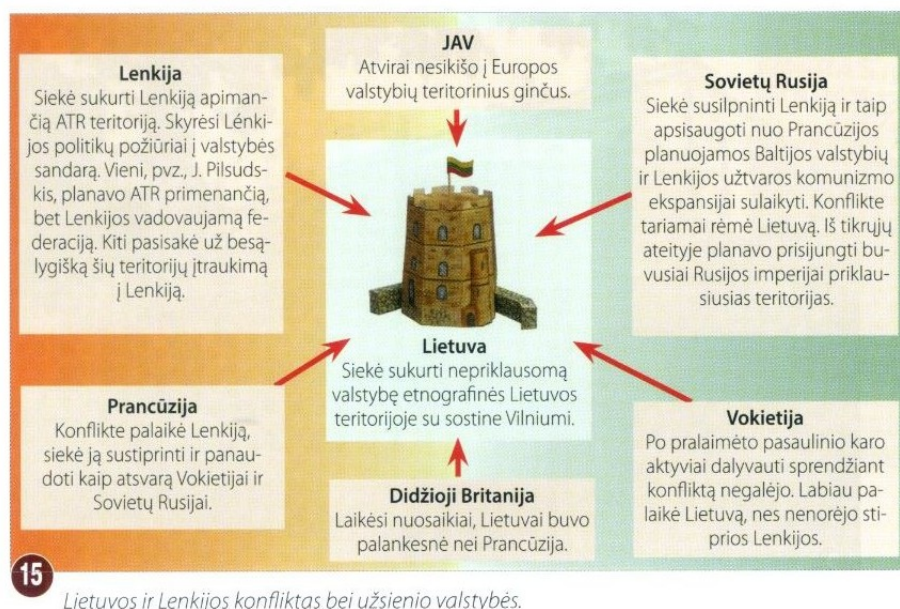 JAV
Atvirai nesikišo į Europos
valstybių teritorinius ginčus.
Lenkija
Siekė sukurti Lenkiją apiman-
čią ATR teritoriją. Skyrėsi Lénki-
jos politikų požiūriai į valstybės
sandarą. Vieni, pvz., J. Pilsuds-
kis, planavo ATR primenančią,
bet Lenkijos vadovaujamą fe-
deraciją. Kiti pasisakė už besą-
lygišką šių teritorijų įtraukimą
į Lenkiją.
Sovietų Rusija
Siekė susilpninti Lenkiją ir taip
apsisaugoti nuo Prancūzijos
planuojamos Baltijos valstybių
ir Lenkijos užtvaros komunizmo
ekspansijai sulaikyti. Konflikte
tariamai rėmė Lietuvą. Iš tikrųjų
ateityje planavo prisijungti bu-
vusiai Rusijos imperijai priklau-
siusias teritorijas.
Lietuva
Siekė sukurti nepriklausomą
valstybę etnografinės Lietuvos
teritorijoje su sostine Vilniumi.
Prancūzija
Konflikte palaikė Lenkiją,
siekė ją sustiprinti ir panau-
doti kaip atsvarą Vokietijai ir
Sovietų Rusijai.
Didžioji Britanija
Laikėsi nuosaikiai, Lietuvai buvo
palankesnė nei Prancūzija.
Vokietija
Po pralaimėto pasaulinio karo
aktyviai dalyvauti sprendžiant
konfliktą negalėjo. Labiau pa-
laikė Lietuvą, nes nenorėjo sti-
prios Lenkijos.
15
Lietuvos ir Lenkijos konfliktas bei užsienio valstybės.